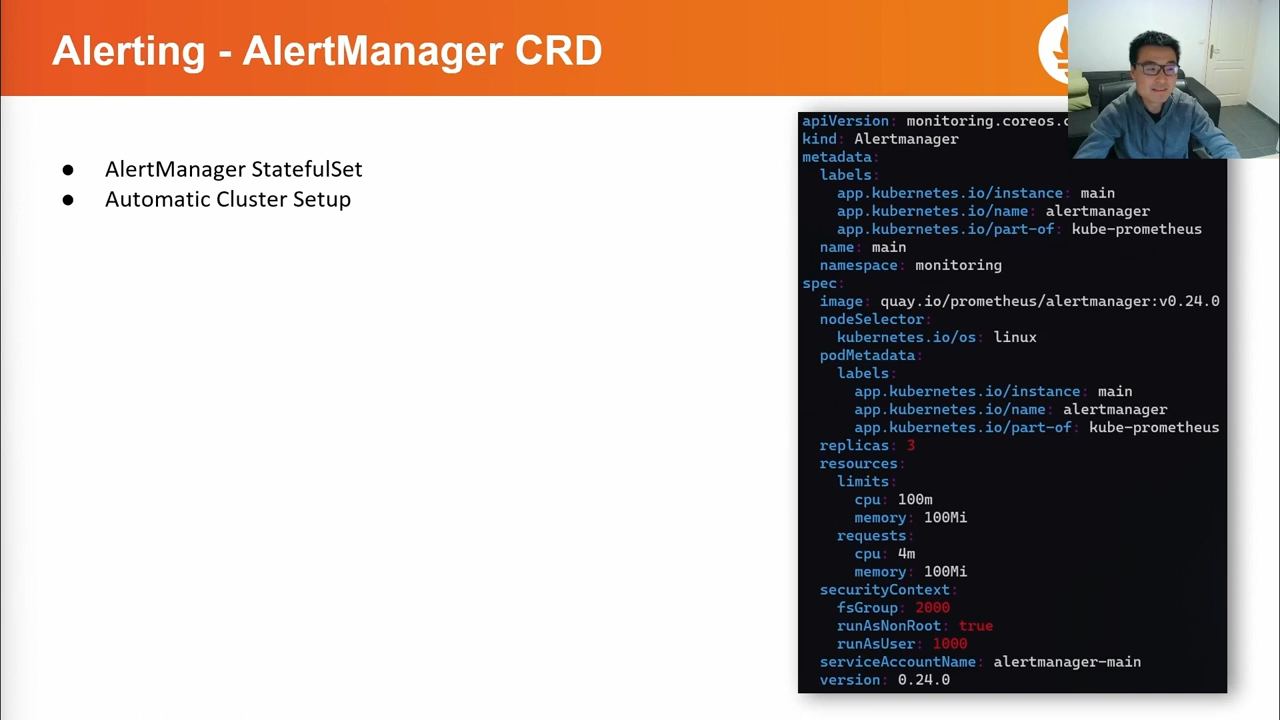 Alerting - AlertManager CRD
● AlertManager StatefulSet
● Automatic Cluster Setup
apiVersion: monitoring.coreos.c
kind: Alertmanager
metadata:
  labels:
    app.kubernetes.io/instance: main
    app.kubernetes.io/name: alertmanager
    app.kubernetes.io/part-of: kube-prometheus
  name: main
  namespace: monitoring
spec:
  image: quay.io/prometheus/alertmanager:v0.24.0
  nodeSelector:
    kubernetes.io/os: linux
  podMetadata:
    labels:
      app.kubernetes.io/instance: main
      app.kubernetes.io/name: alertmanager
      app.kubernetes.io/part-of: kube-prometheus
  replicas: 3
  resources:
    limits:
      cpu: 100m
      memory: 100Mi
    requests:
      cpu: 4m
      memory: 100Mi
  securityContext:
    fsGroup: 2000
    runAsNonRoot: true
    runAsUser: 1000
  serviceAccountName: alertmanager-main
  version: 0.24.0